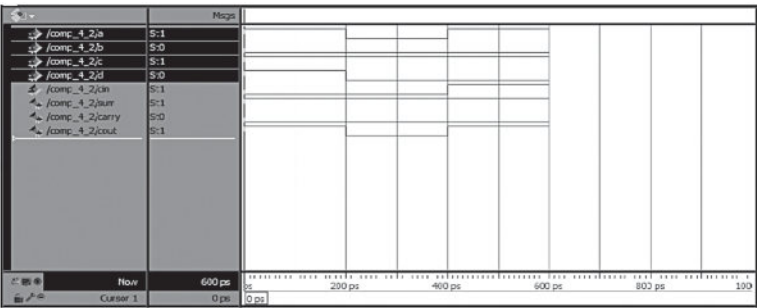 Msgs
/comp_4_2/a S:1
/comp_4_2/b S:0
/comp_4_2/c S:1
/comp_4_2/d S:0
/comp_4_2/cin S:1
/comp_4_2/sum S:1
/comp_4_2/carry S:0
/comp_4_2/cout S:1
Now 600 ps
ps 200 ps 400 ps 600 ps 800 ps 100
Cursor 1 0 ps 0 ps